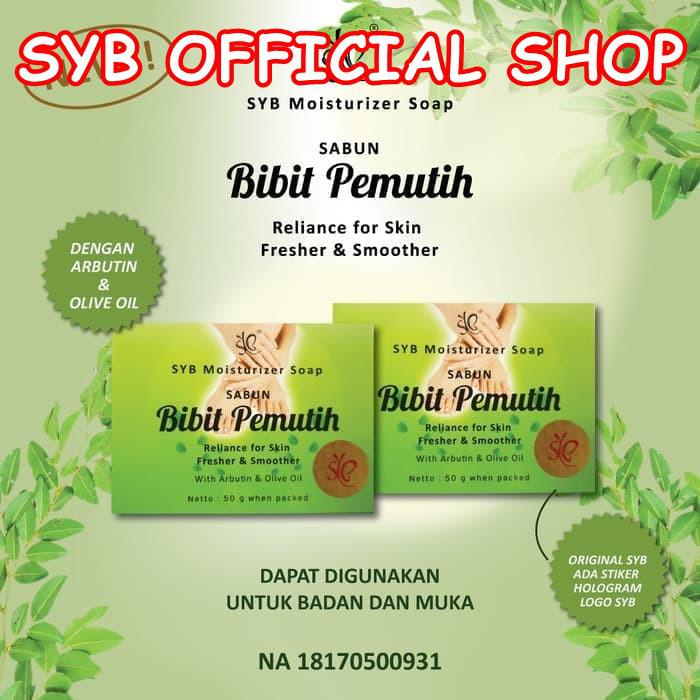 SYB OFFICIAL SHOP
SYB Moisturizer Soap
SABUN
Bibit Pemutih
Reliance for Skin
Fresher & Smoother
DENGAN
ARBUTIN
&
OLIVE OIL
SYB Moisturizer Soap
SABUN
Bibit Pemutih
Reliance for Skin
Fresher & Smoother
With Arbutin & Olive Oil
Netto : 50 g when packed
SYB Moisturizer Soap
SABUN
Bibit Pemutih
Reliance for Skin
Fresher & Smoother
With Arbutin & Olive Oil
Netto : 50 g when packed
ORIGINAL SYB
ADA STIKER
HOLOGRAM
LOGO SYB
DAPAT DIGUNAKAN
UNTUK BADAN DAN MUKA
NA 18170500931